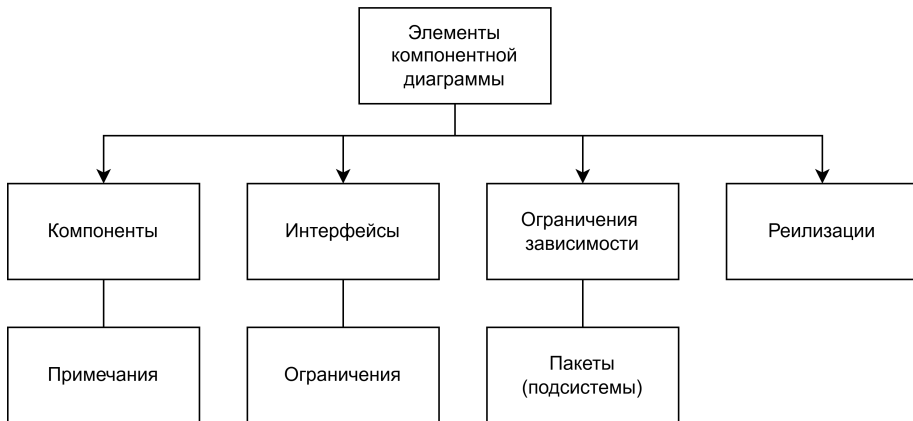 Элементы
компонентной
диаграммы
Компоненты
Интерфейсы
Ограничения
зависимости
Реилизации
Примечания
Ограничения
Пакеты
(подсистемы)